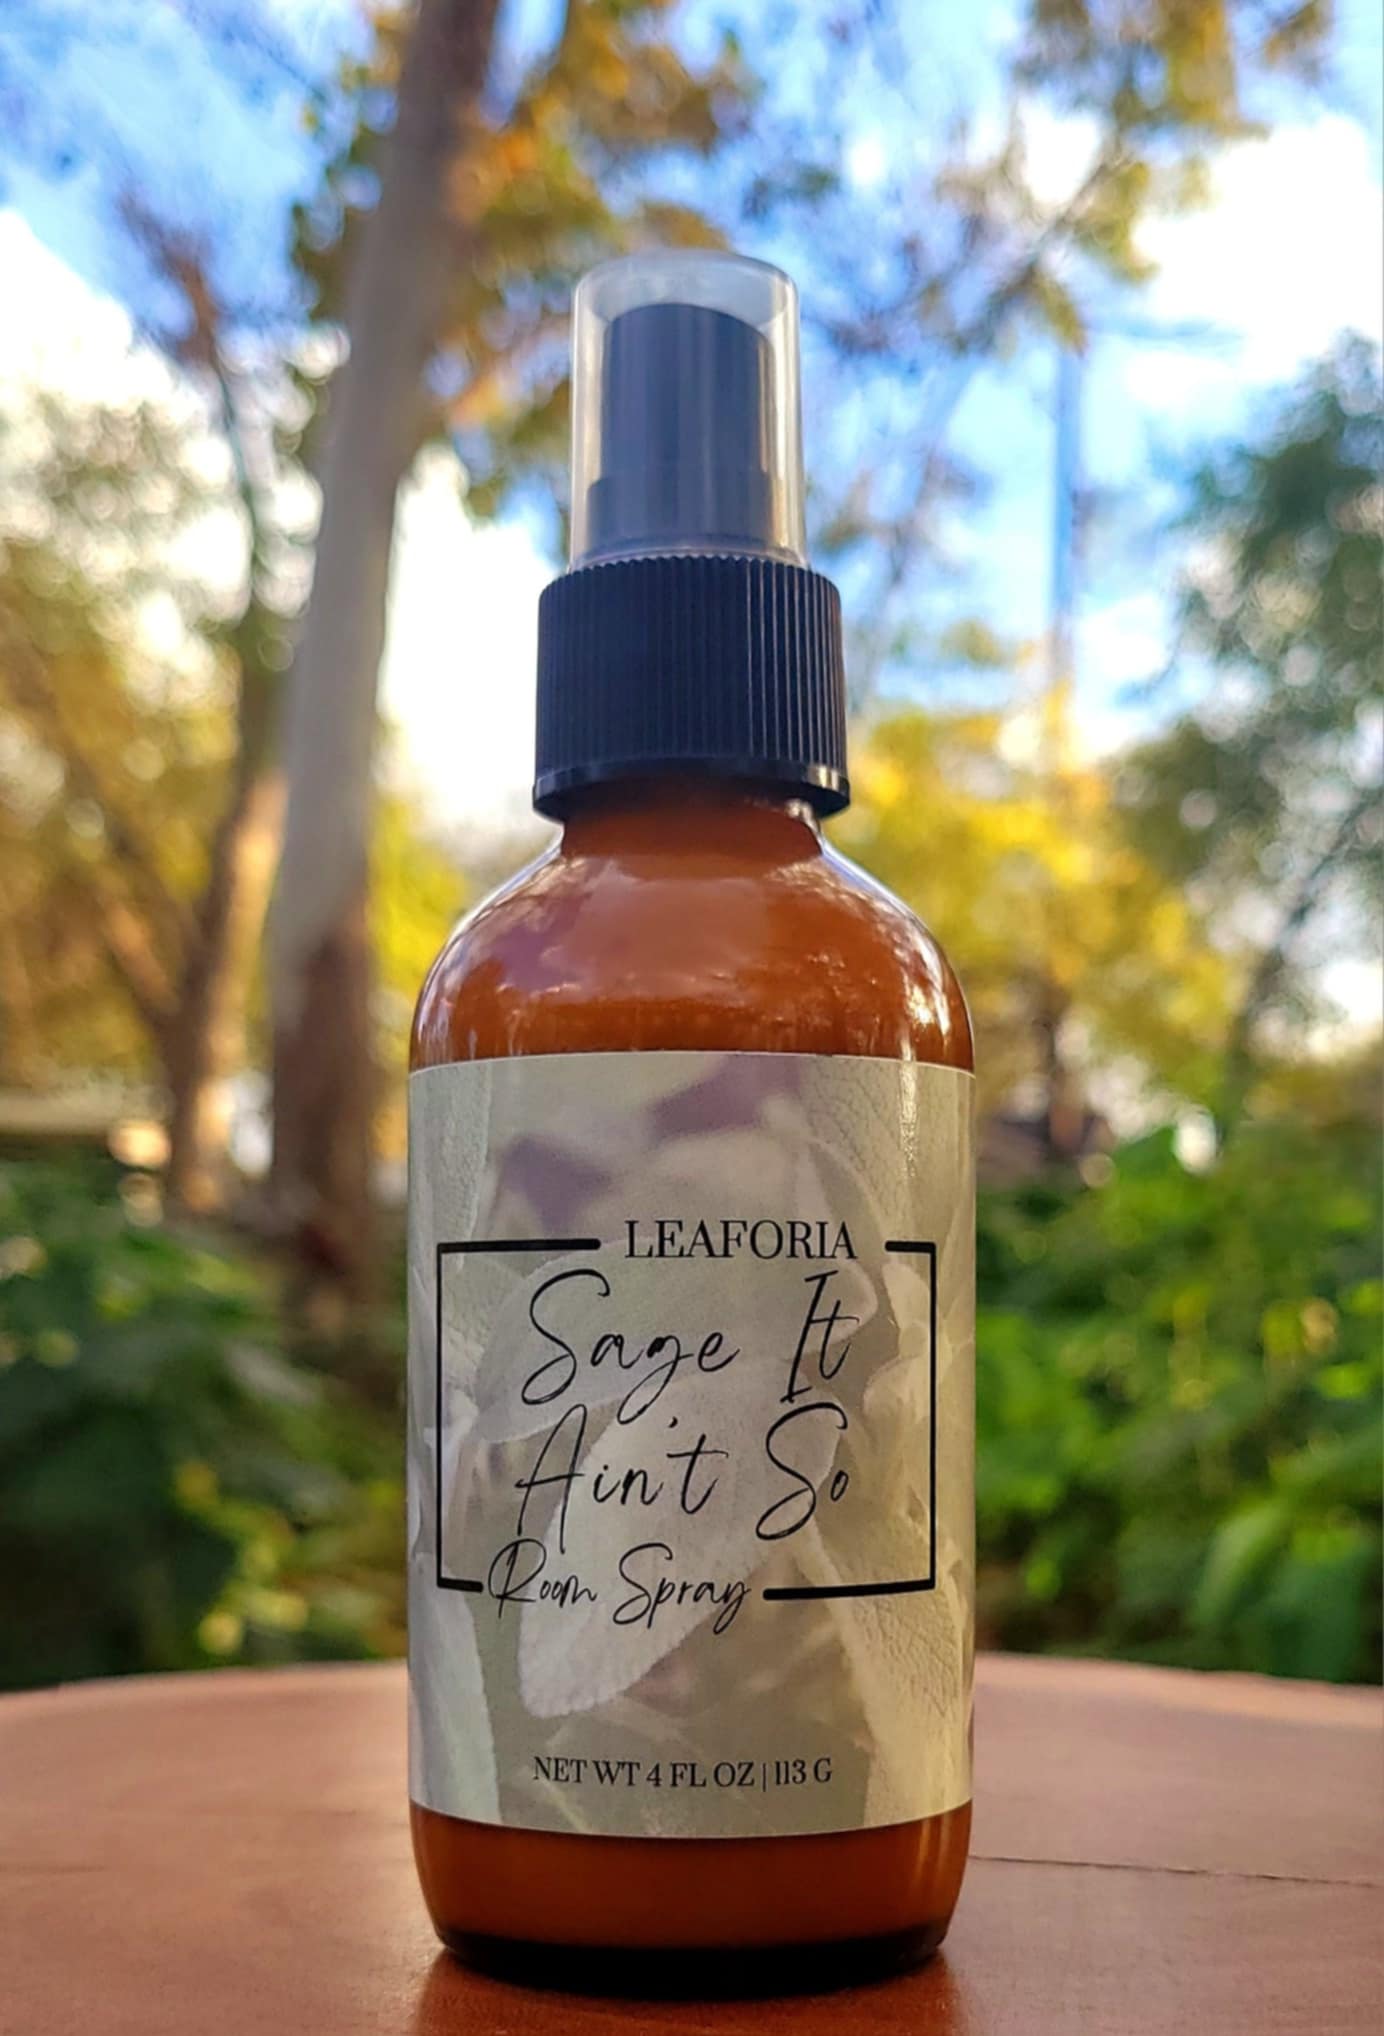 LEAFORIA
Sage It
Ain't So
Room Spray
NET WT 4 FL OZ | 113 G